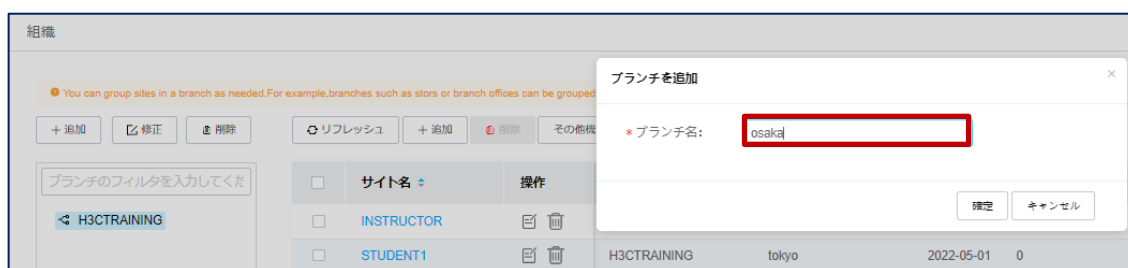 組織
You can group sites in a branch as needed.For example,branches such as stors or branch offices can be grouped
+ 追加 修正 削除
リフレッシュ + 追加 削除 その他機
ブランチのフィルタを入力してくだ
H3CTRAINING
サイト名 操作
INSTRUCTOR
STUDENT1 H3CTRAINING tokyo 2022-05-01 0
ブランチを追加 ×
*ブランチ名: osaka
確定 キャンセル